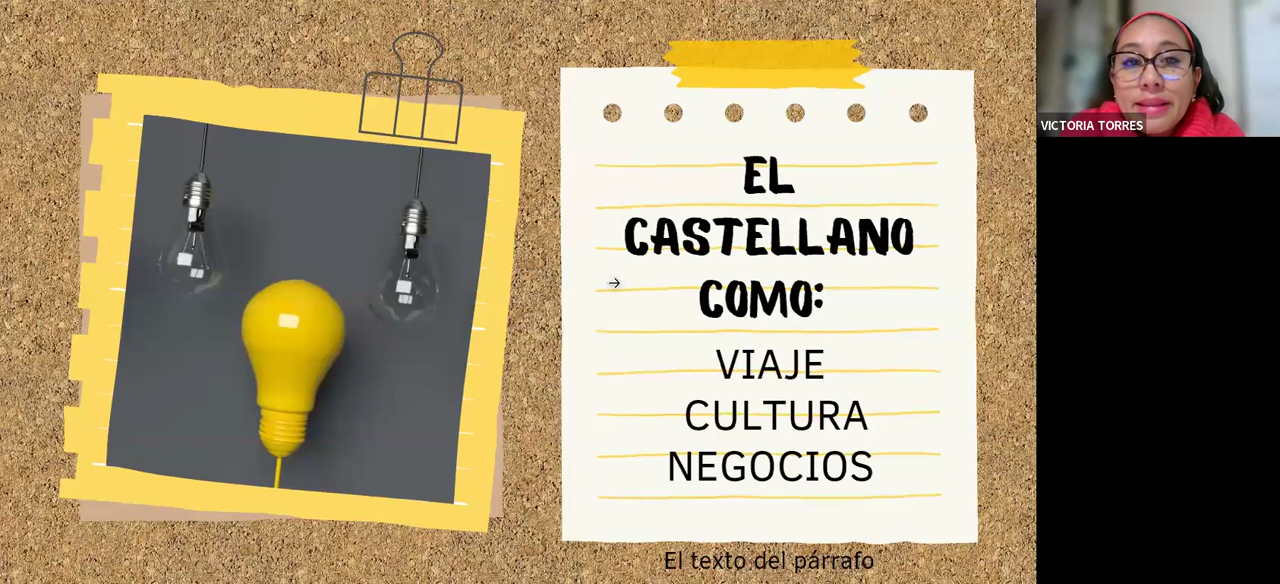 EL
CASTELLANO
COMO:
VIAJE
CULTURA
NEGOCIOS
El texto del párrafo
VICTORIA TORRES